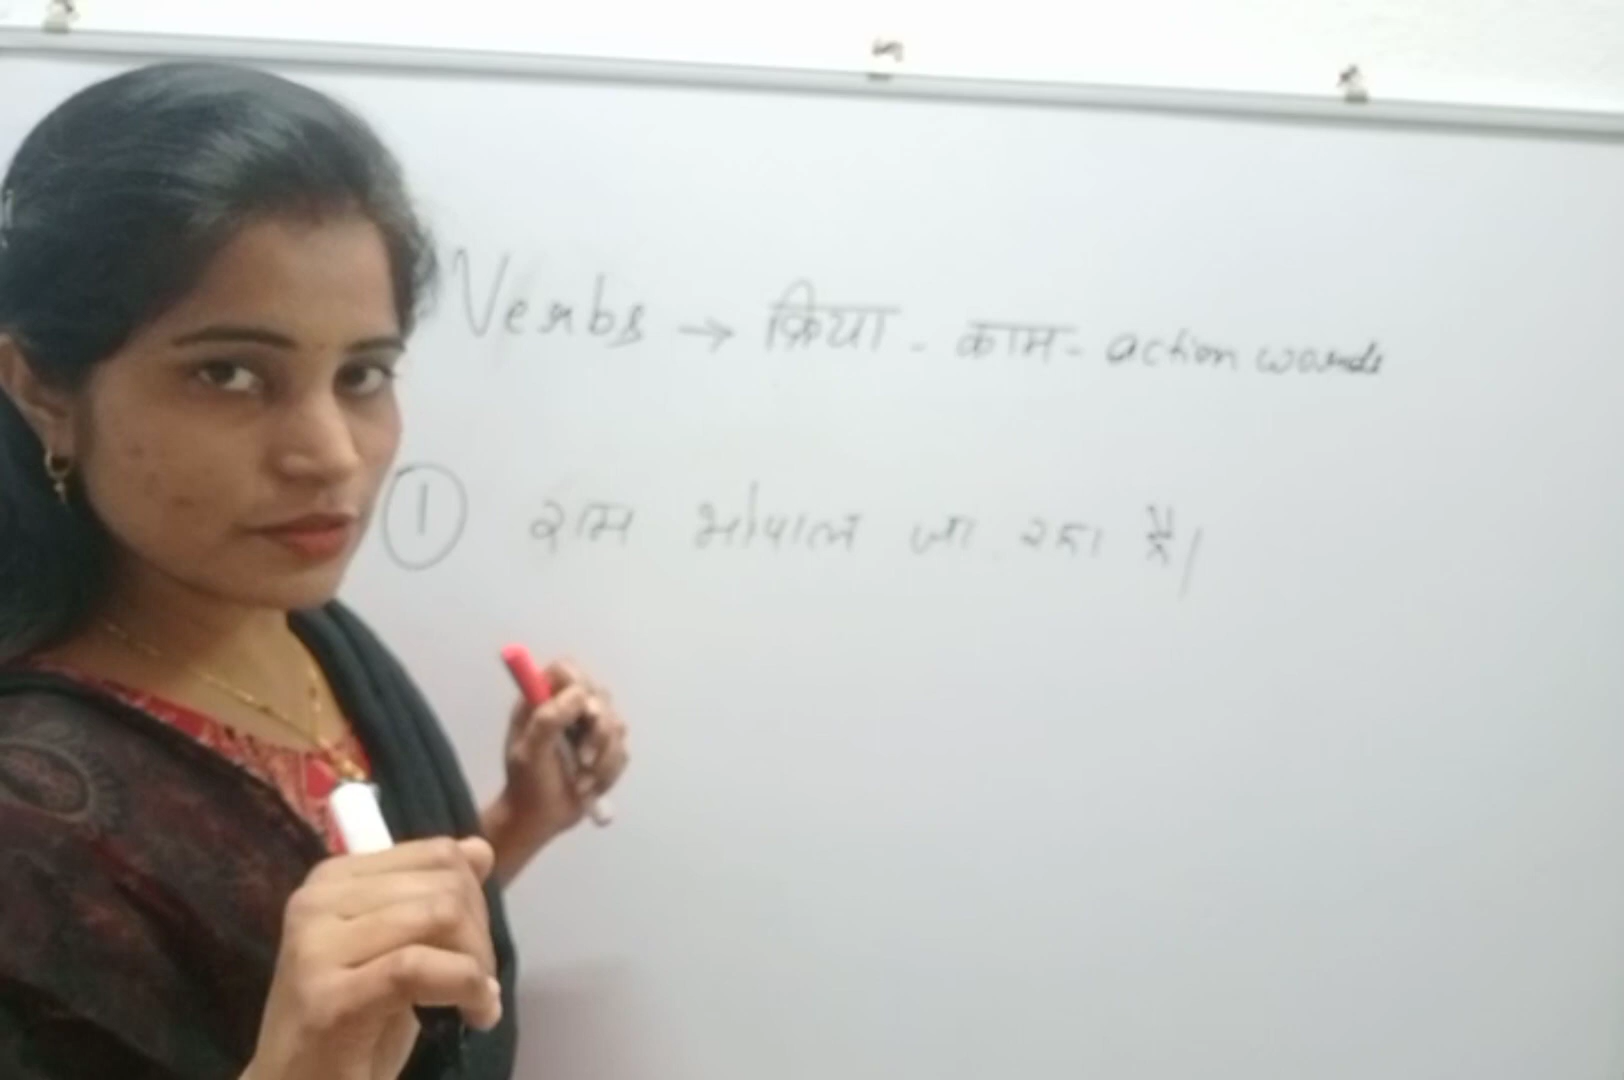 Verbs → क्रिया - काम - action words
① राम भोपाल जा रहा है।